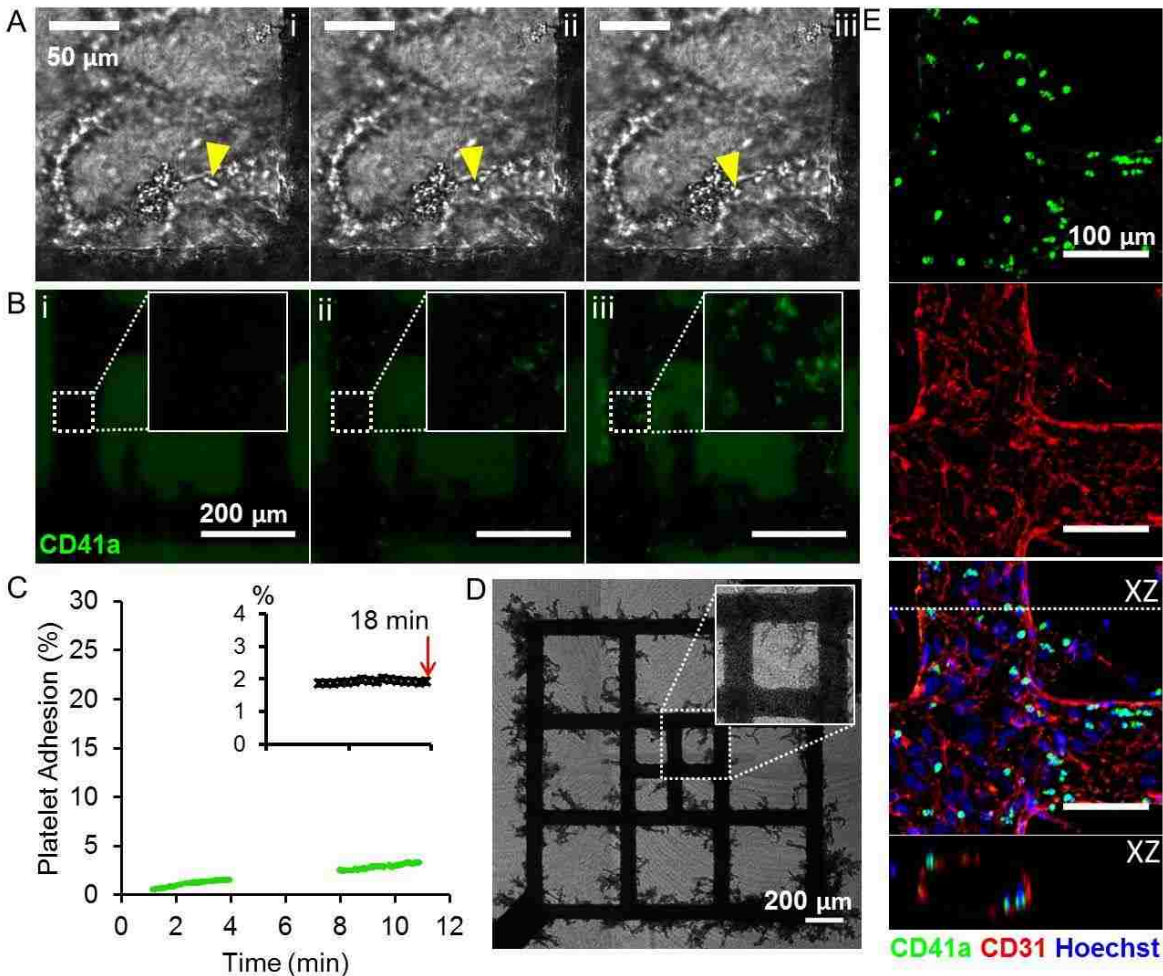 A
50 µm
i
ii
iii
B
i
ii
iii
200 µm
CD41a
C
Platelet Adhesion (%)
30
25
20
15
10
5
0
0 2 4 6 8 10 12
Time (min)
%
4
3
2
1
0
18 min
D
200 µm
E
100 µm
XZ
XZ
CD41a CD31 Hoechst